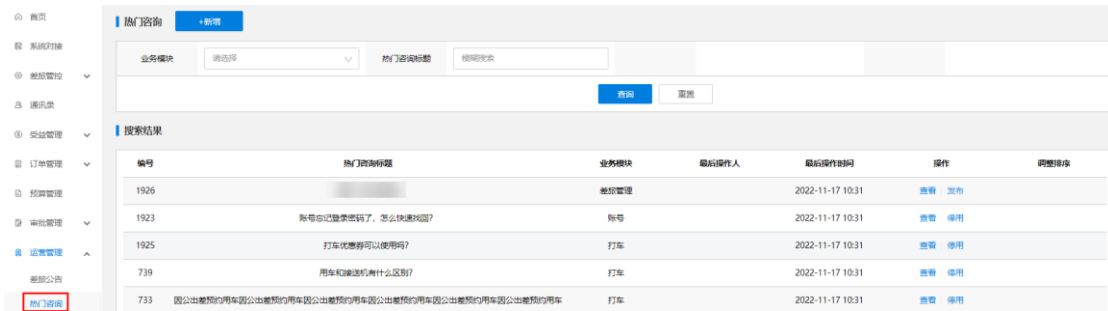 首页
系统对接
差旅管控
通讯录
受益管理
订单管理
预算管理
审批管理
运营管理
差旅公告
热门咨询
热门咨询 +新增
业务模块 请选择 热门咨询标题 模糊搜索
查询 重置
搜索结果
编号 热门咨询标题 业务模块 最后操作人 最后操作时间 操作 调整排序
1926 差旅管理 2022-11-17 10:31 查看 发布
1923 账号忘记登录密码了，怎么快速找回? 账号 2022-11-17 10:31 查看 停用
1925 打车优惠券可以使用吗? 打车 2022-11-17 10:31 查看 停用
739 用车和接送机有什么区别? 打车 2022-11-17 10:31 查看 停用
733 因公出差预约用车因公出差预约用车因公出差预约用车因公出差预约用车因公出差预约用车因公出差预约用车 打车 2022-11-17 10:31 查看 停用